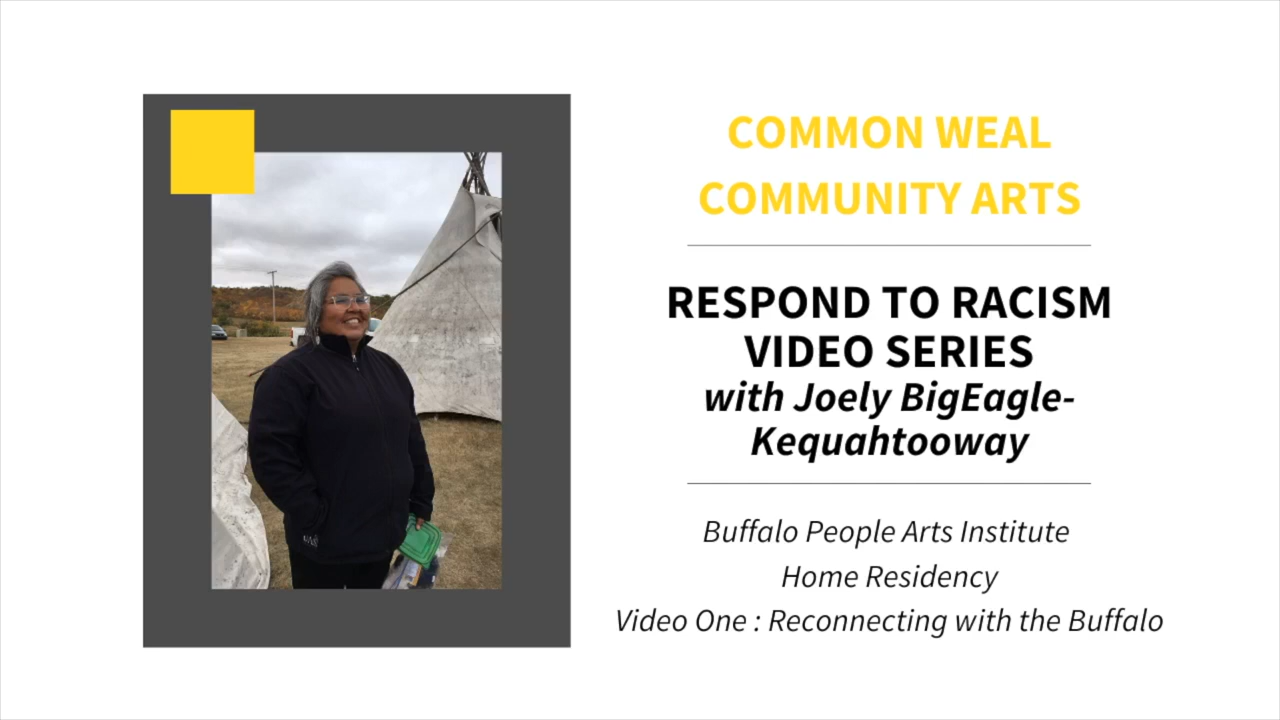 COMMON WEAL
COMMUNITY ARTS
RESPOND TO RACISM
VIDEO SERIES
with Joely BigEagle-
Kequahtooway
Buffalo People Arts Institute
Home Residency
Video One : Reconnecting with the Buffalo